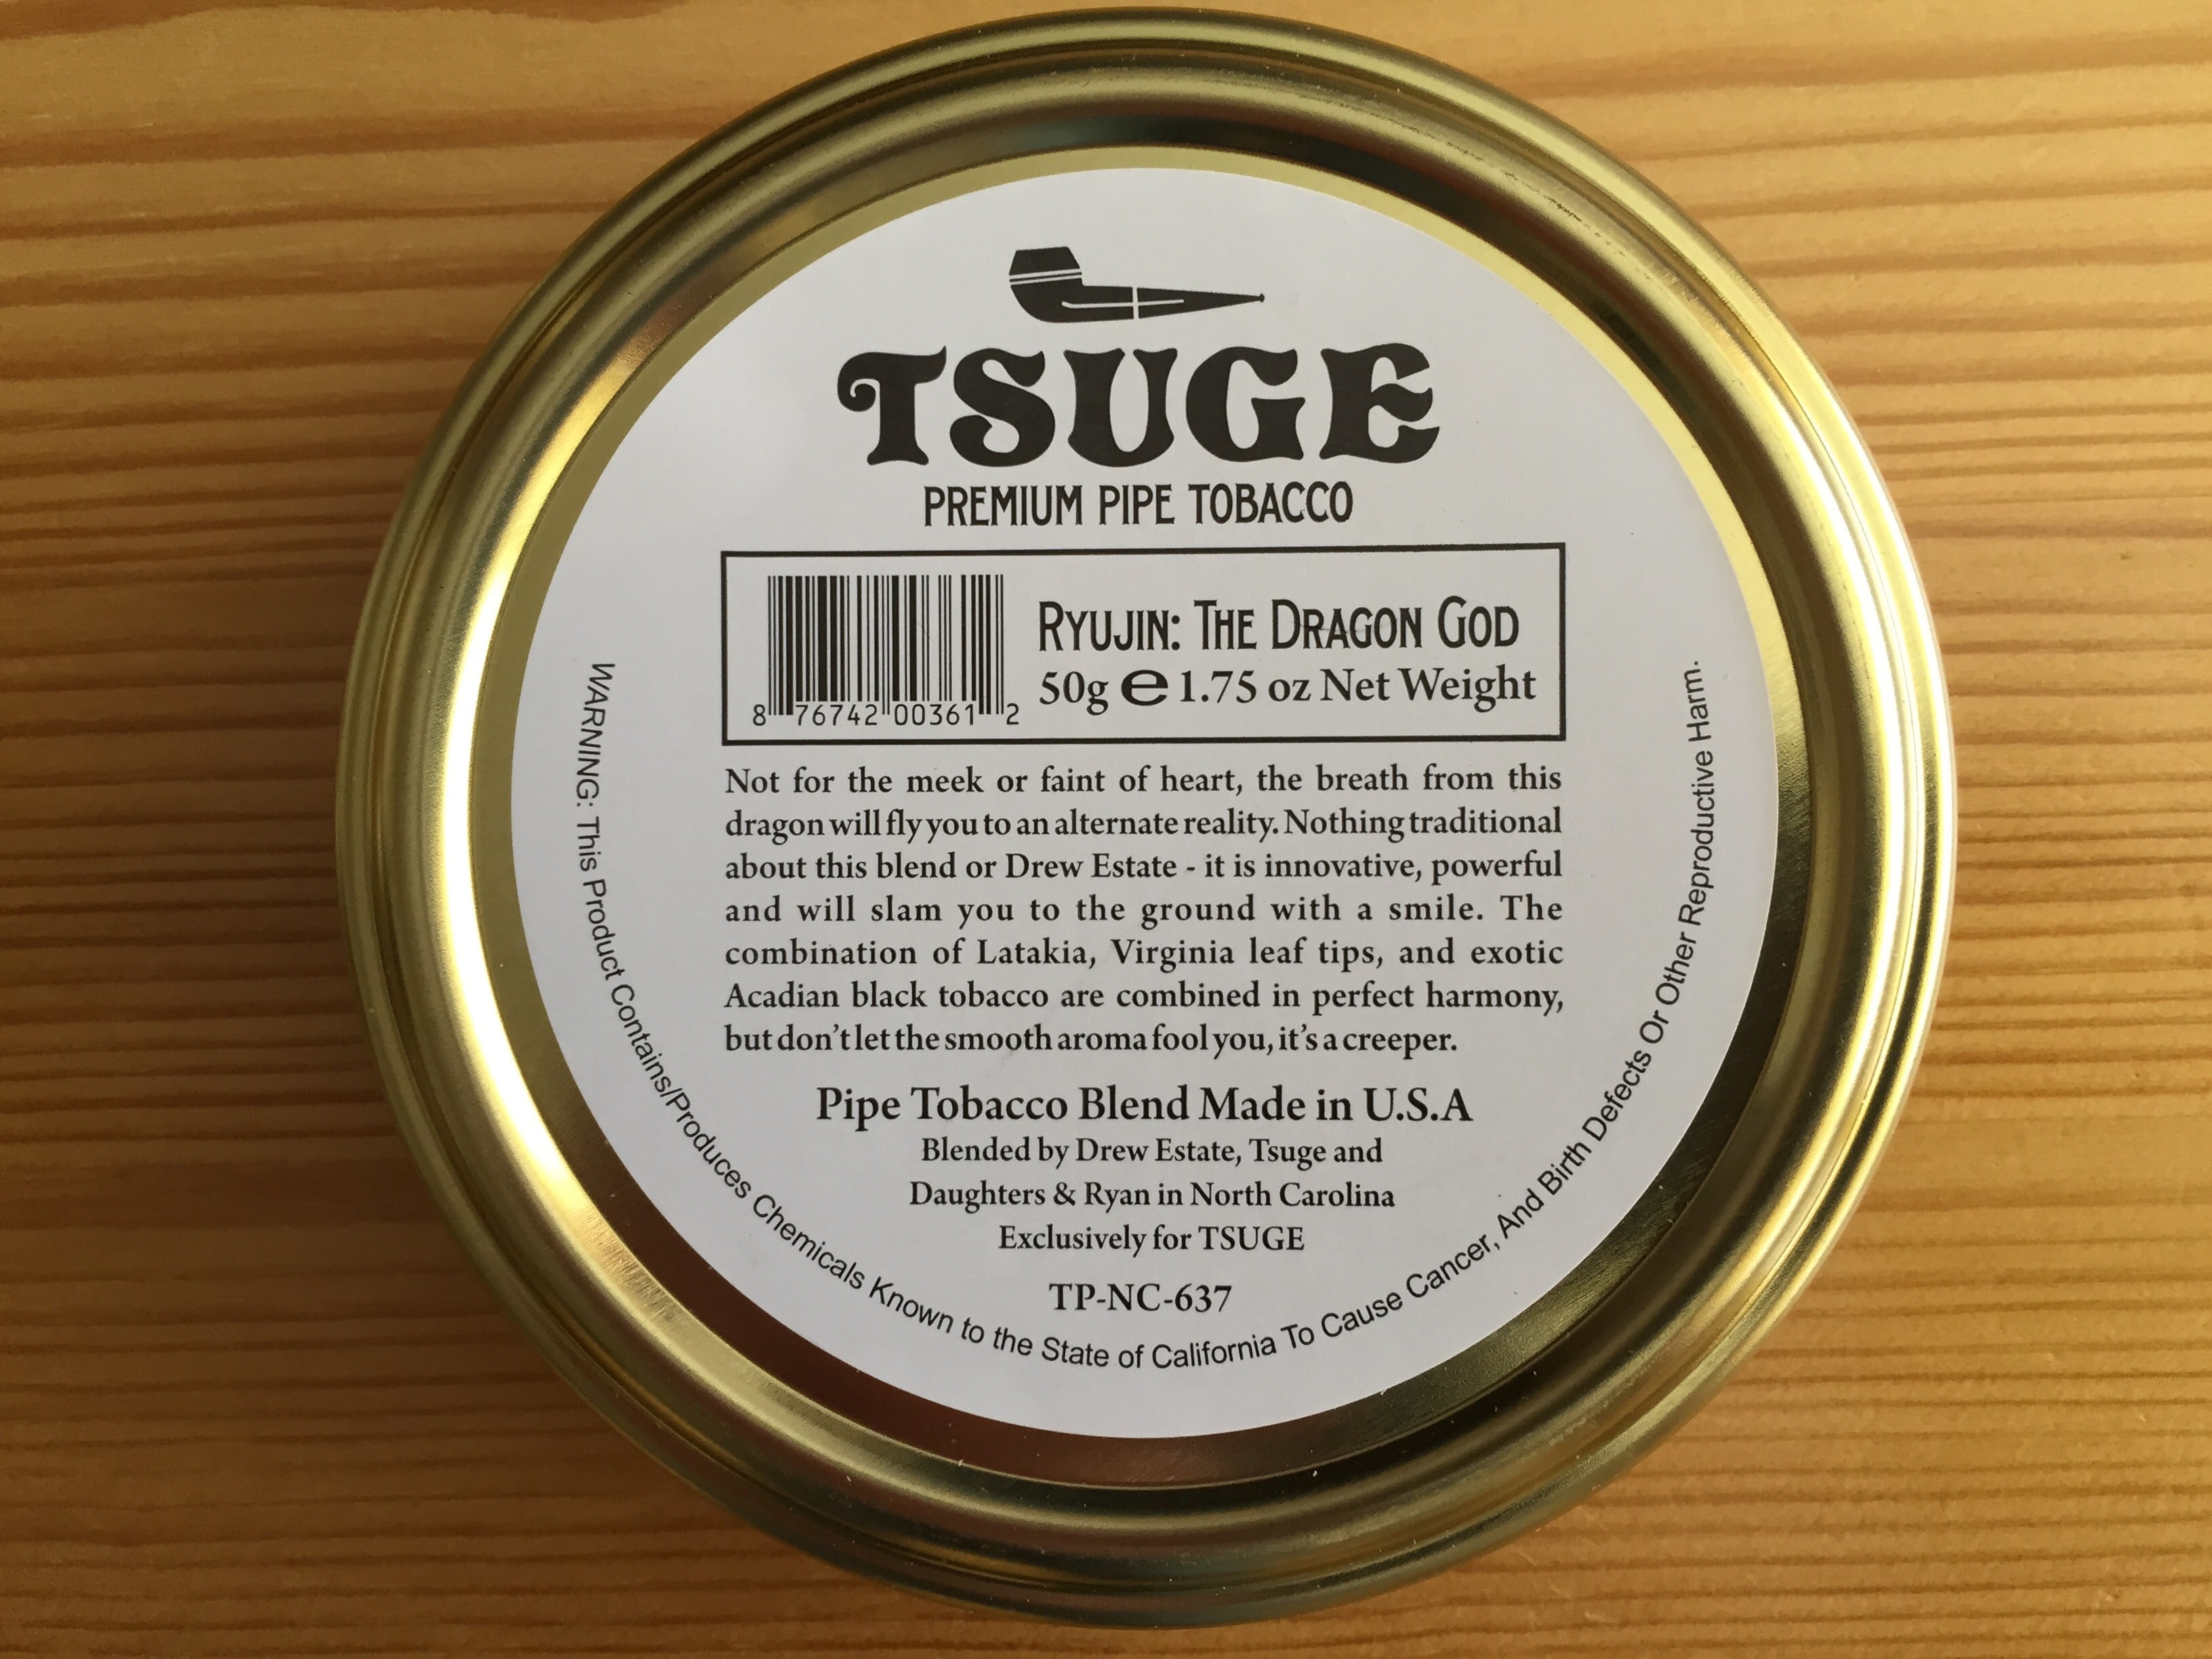 TSUGE
PREMIUM PIPE TOBACCO
RYUJIN: THE DRAGON GOD
50g ℮ 1.75 oz Net Weight
8 76742 00361 2
Not for the meek or faint of heart, the breath from this
dragon will fly you to an alternate reality. Nothing traditional
about this blend or Drew Estate - it is innovative, powerful
and will slam you to the ground with a smile. The
combination of Latakia, Virginia leaf tips, and exotic
Acadian black tobacco are combined in perfect harmony,
but don't let the smooth aroma fool you, it's a creeper.
Pipe Tobacco Blend Made in U.S.A
Blended by Drew Estate, Tsuge and
Daughters & Ryan in North Carolina
Exclusively for TSUGE
TP-NC-637
WARNING: This Product Contains/Produces Chemicals Known to the State of California To Cause Cancer, And Birth Defects Or Other Reproductive Harm.